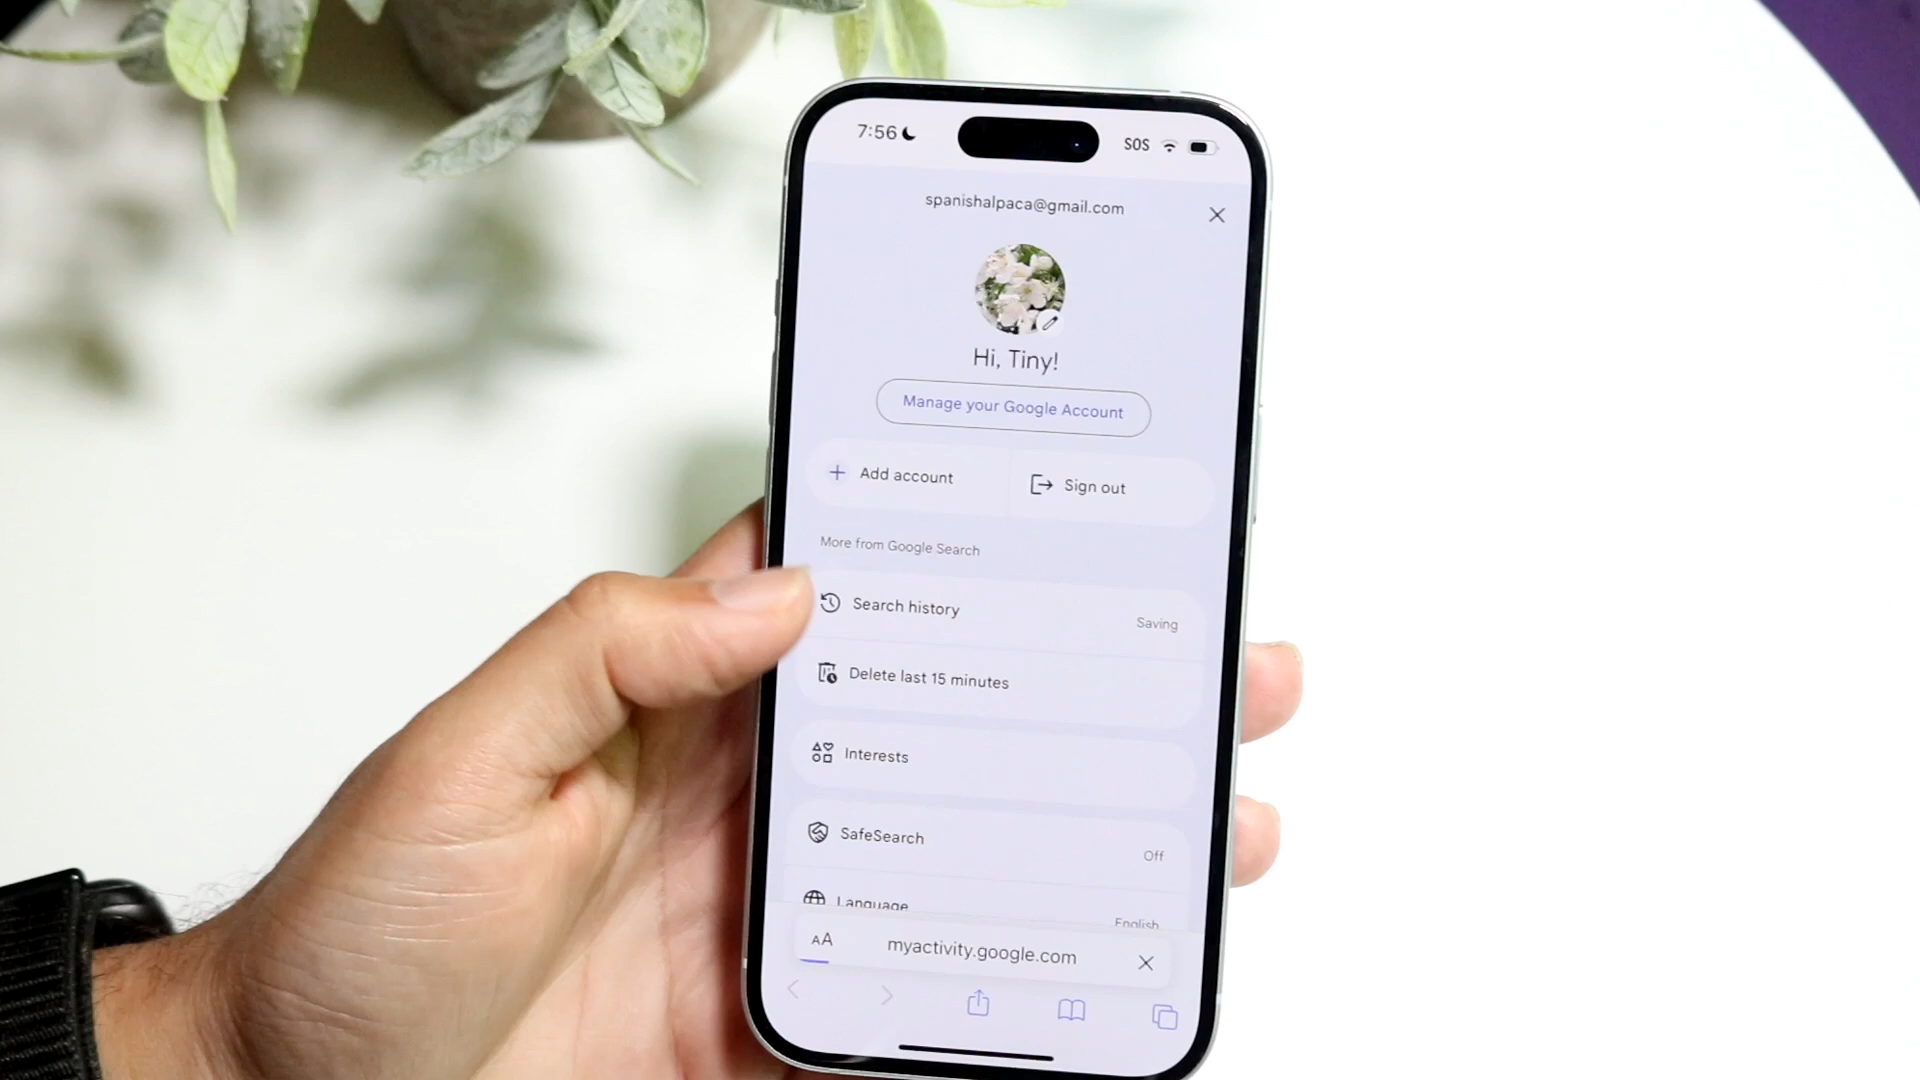 7:56
SOS
spanishalpaca@gmail.com
Hi, Tiny!
Manage your Google Account
Add account
Sign out
More from Google Search
Search history
Saving
Delete last 15 minutes
Interests
SafeSearch
Off
Language
English
AA
myactivity.google.com